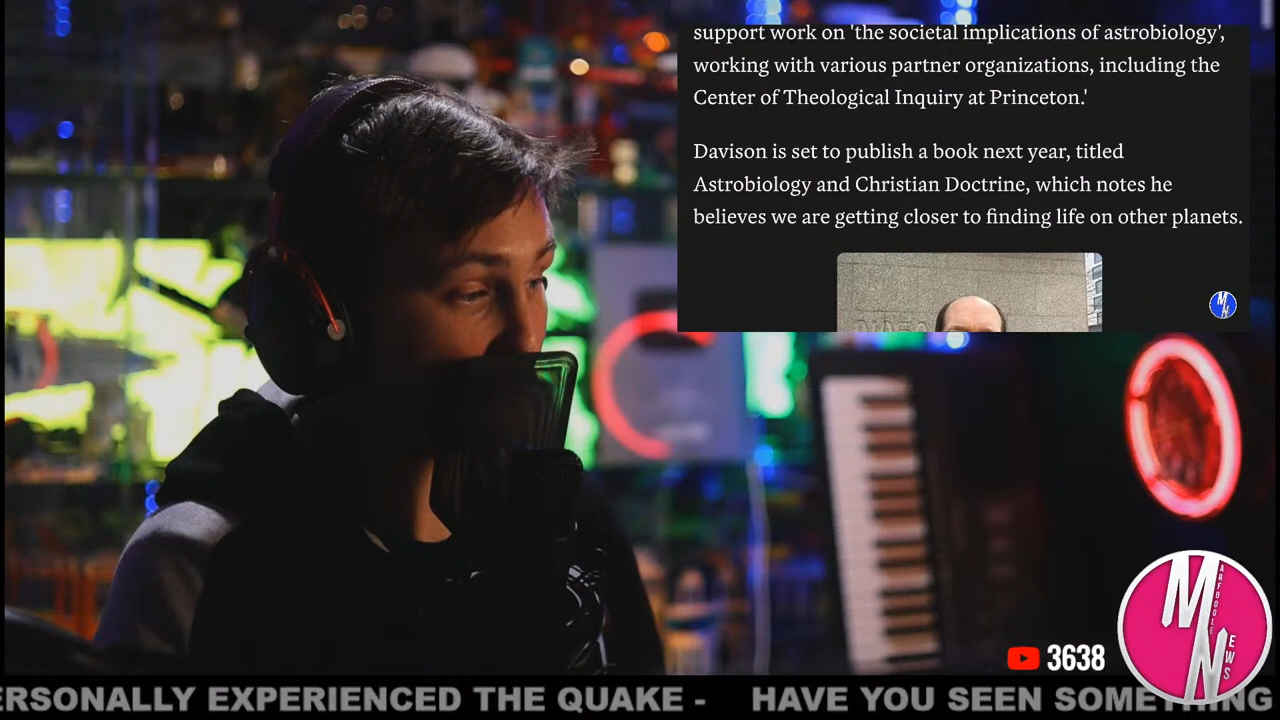 support work on 'the societal implications of astrobiology',
working with various partner organizations, including the
Center of Theological Inquiry at Princeton.'
Davison is set to publish a book next year, titled
Astrobiology and Christian Doctrine, which notes he
believes we are getting closer to finding life on other planets.
MN
MARFOOGLE
NEWS
3638
ERSONALLY EXPERIENCED THE QUAKE - HAVE YOU SEEN SOMETHING